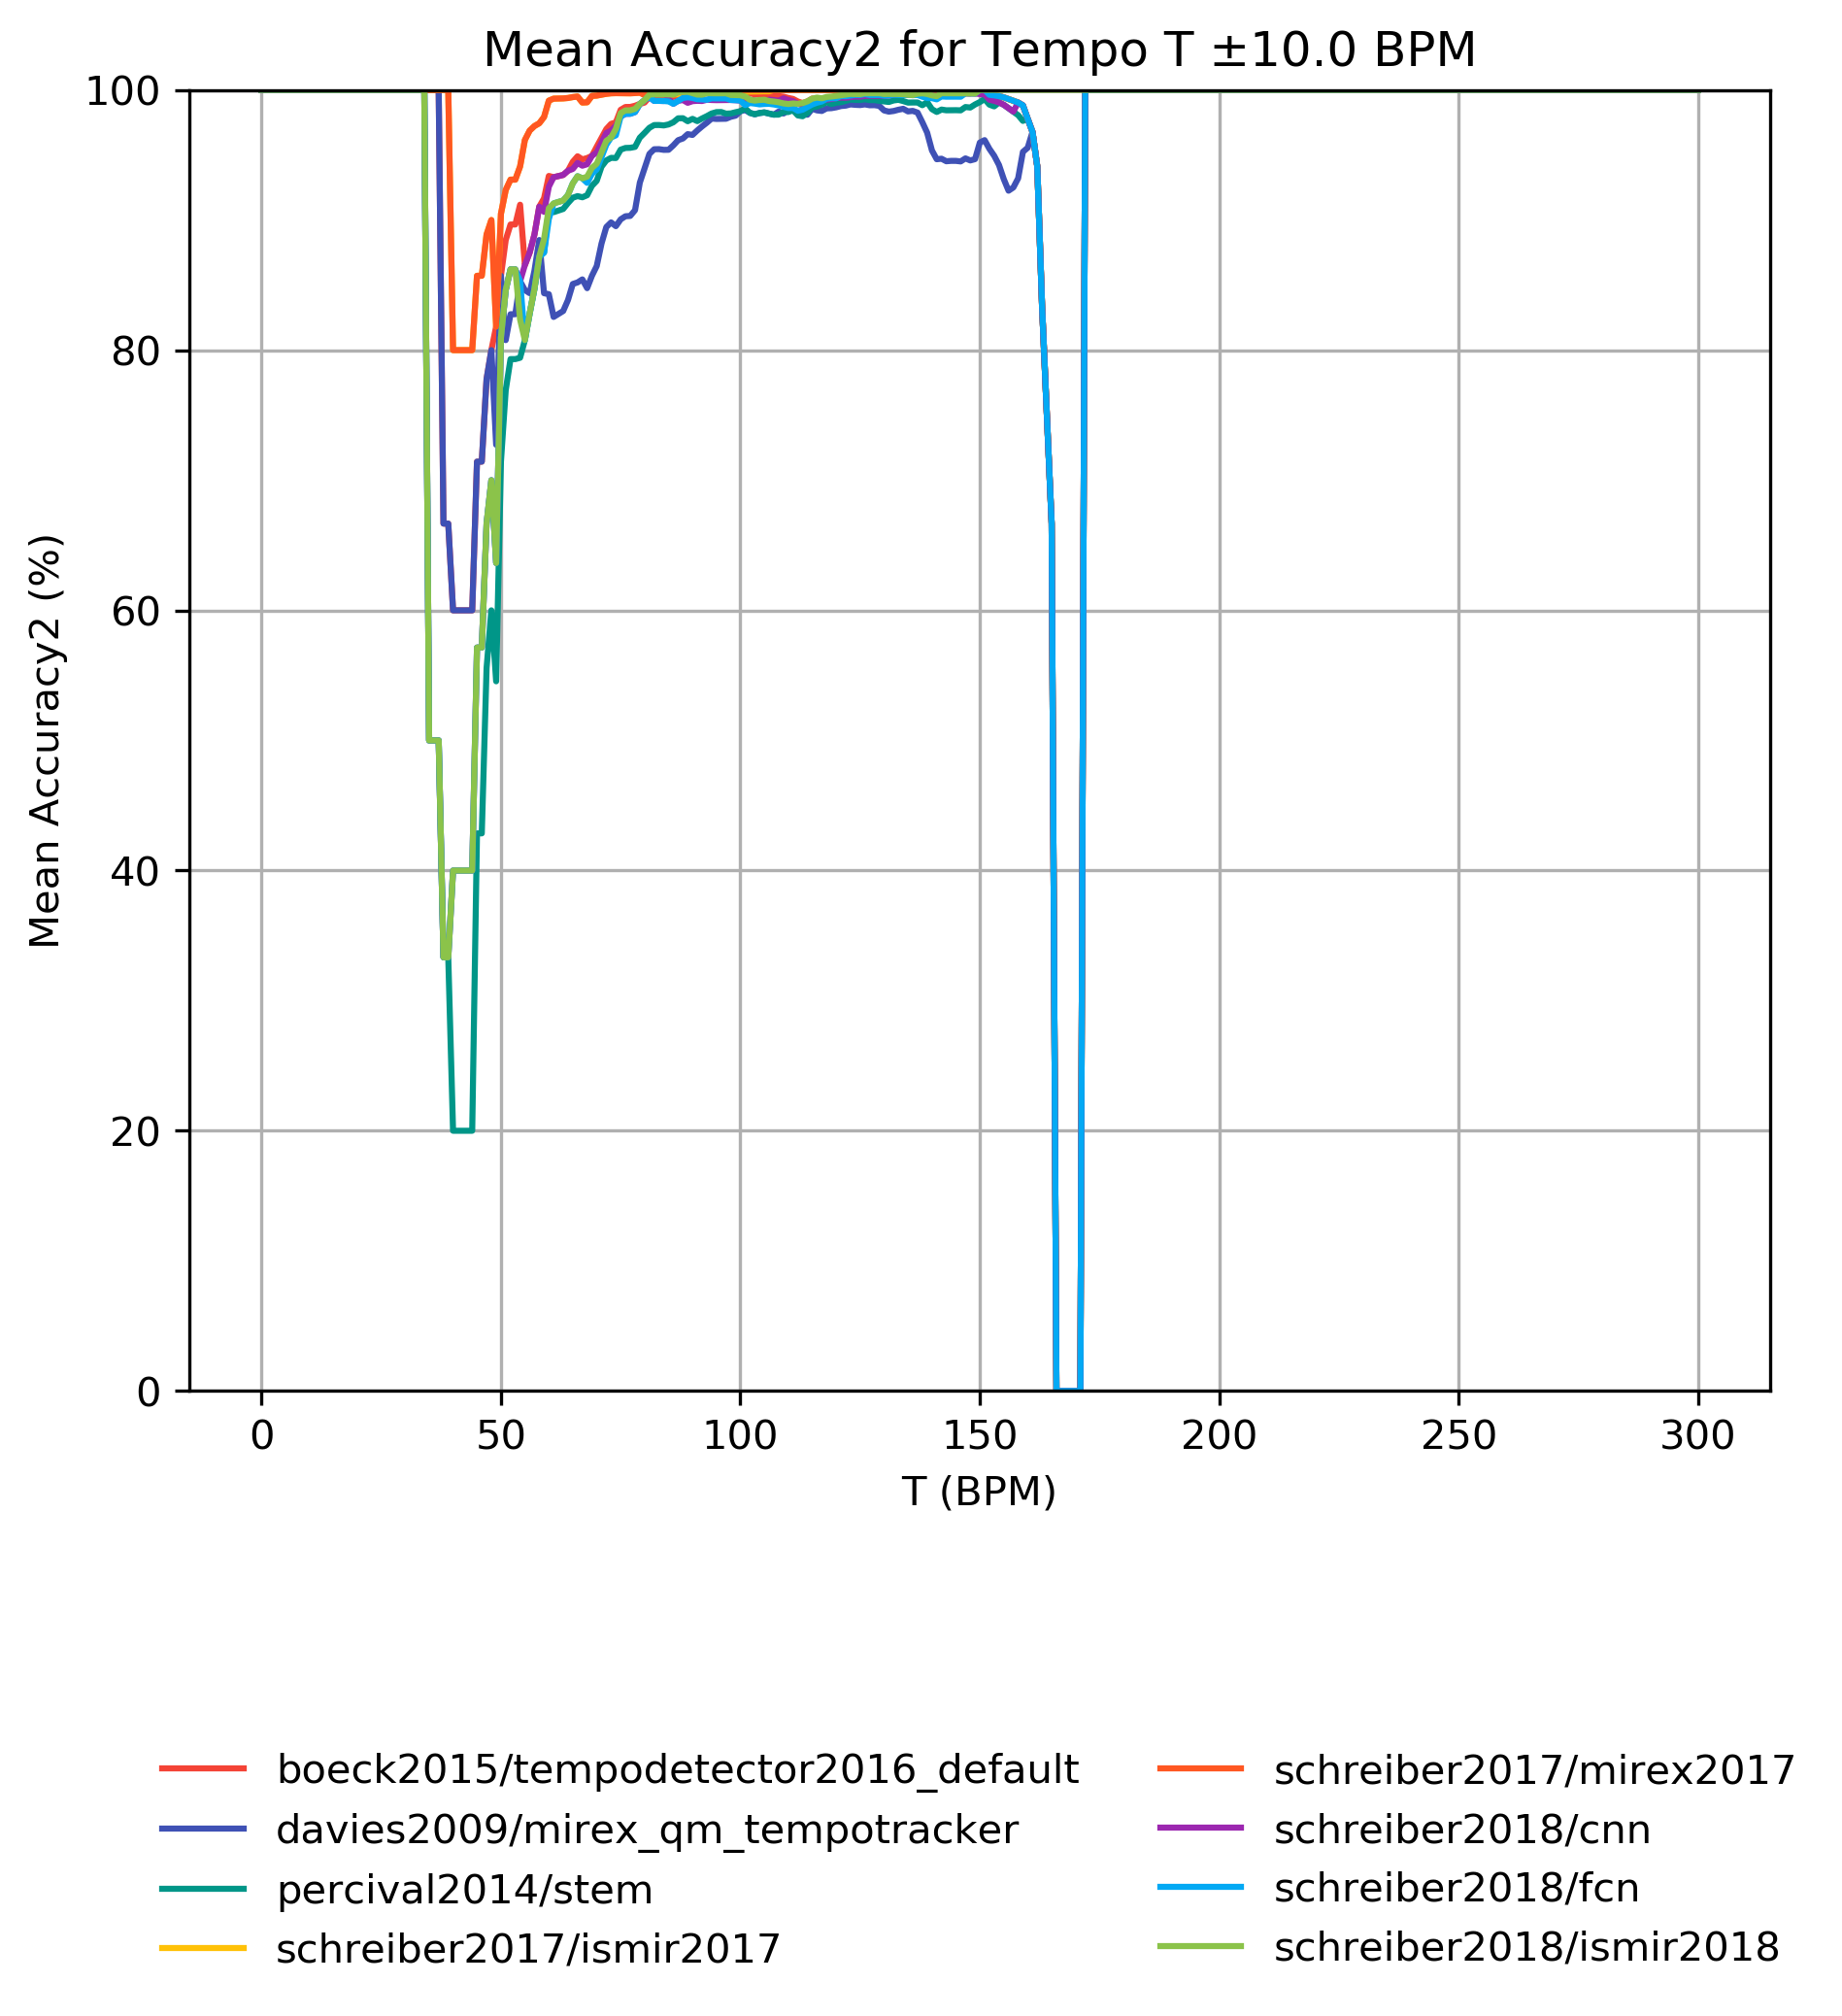 Mean Accuracy2 for Tempo T ±10.0 BPM
100
80
60
40
20
0
Mean Accuracy2 (%)
0 50 100 150 200 250 300
T (BPM)
boeck2015/tempodetector2016_default
davies2009/mirex_qm_tempotracker
percival2014/stem
schreiber2017/ismir2017
schreiber2017/mirex2017
schreiber2018/cnn
schreiber2018/fcn
schreiber2018/ismir2018